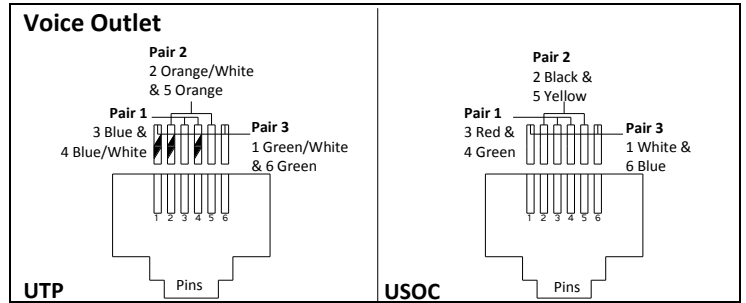 Voice Outlet
Pair 2
2 Orange/White
& 5 Orange
Pair 1
3 Blue &
4 Blue/White
Pair 3
1 Green/White
& 6 Green
1 2 3 4 5 6
Pins
UTP
Pair 2
2 Black &
5 Yellow
Pair 1
3 Red &
4 Green
Pair 3
1 White &
6 Blue
1 2 3 4 5 6
Pins
USOC